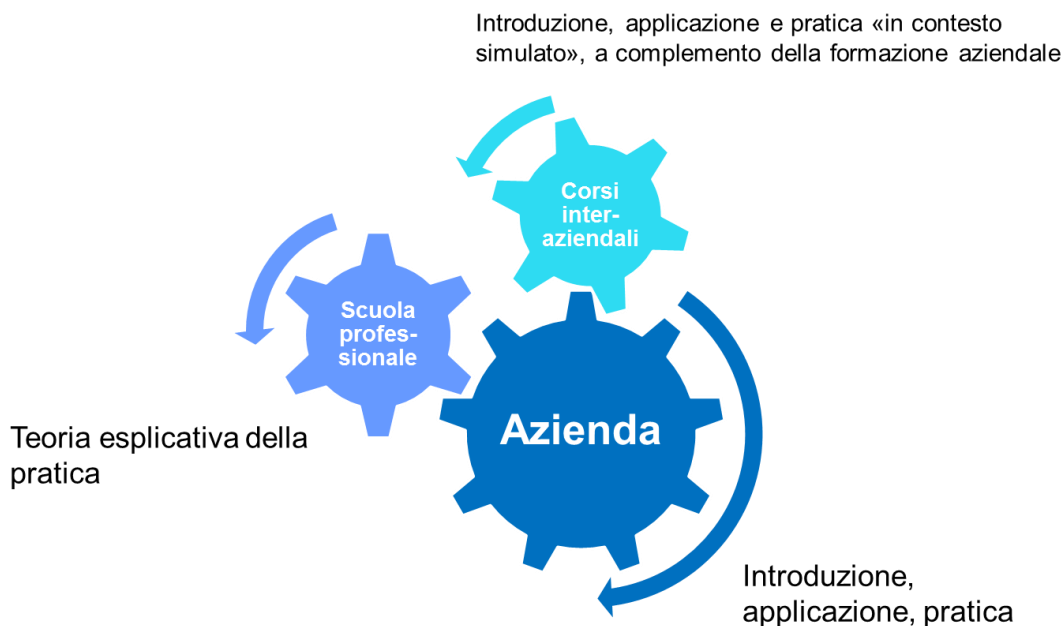 Introduzione, applicazione e pratica «in contesto
simulato», a complemento della formazione aziendale
Corsi
inter-
aziendali
Scuola
profes-
sionale
Azienda
Teoria esplicativa della
pratica
Introduzione,
applicazione, pratica